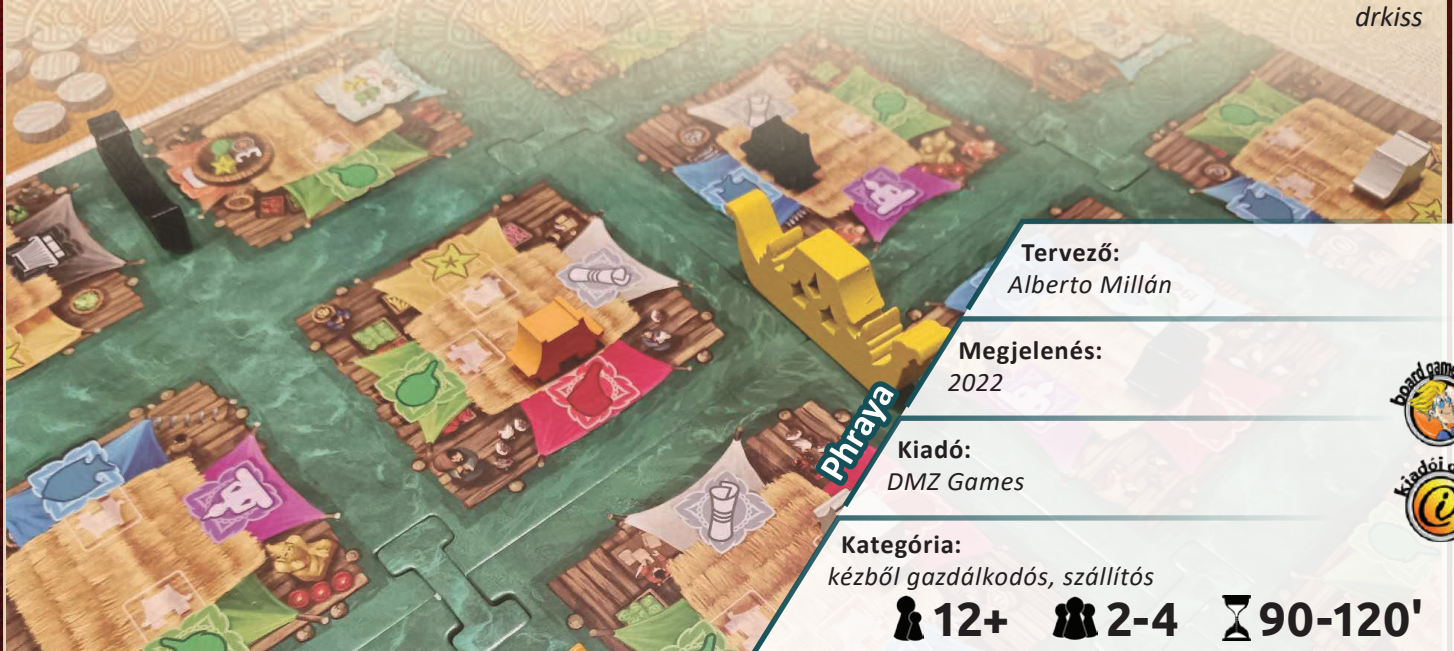 drkiss
Tervező:
Alberto Millán
Megjelenés:
2022
Phraya
Kiadó:
DMZ Games
Kategória:
kézből gazdálkodós, szállítós
12+ 2-4 90-120'